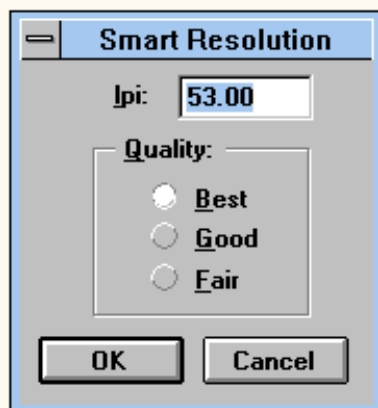 Smart Resolution
lpi: 53.00
Quality:
Best
Good
Fair
OK Cancel